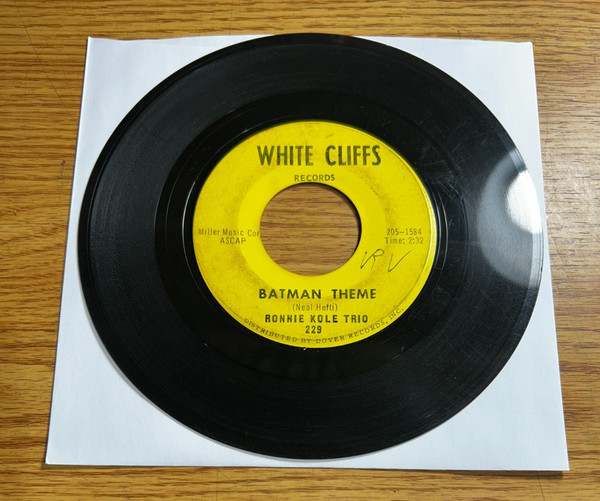 WHITE CLIFFS
RECORDS
Miller Music Cor
ASCAP
205-1584
Time: 2:32
RV
BATMAN THEME
(Neal Hefti)
RONNIE KOLE TRIO
229
DISTRIBUTED BY DOVER RECORDS, INC.